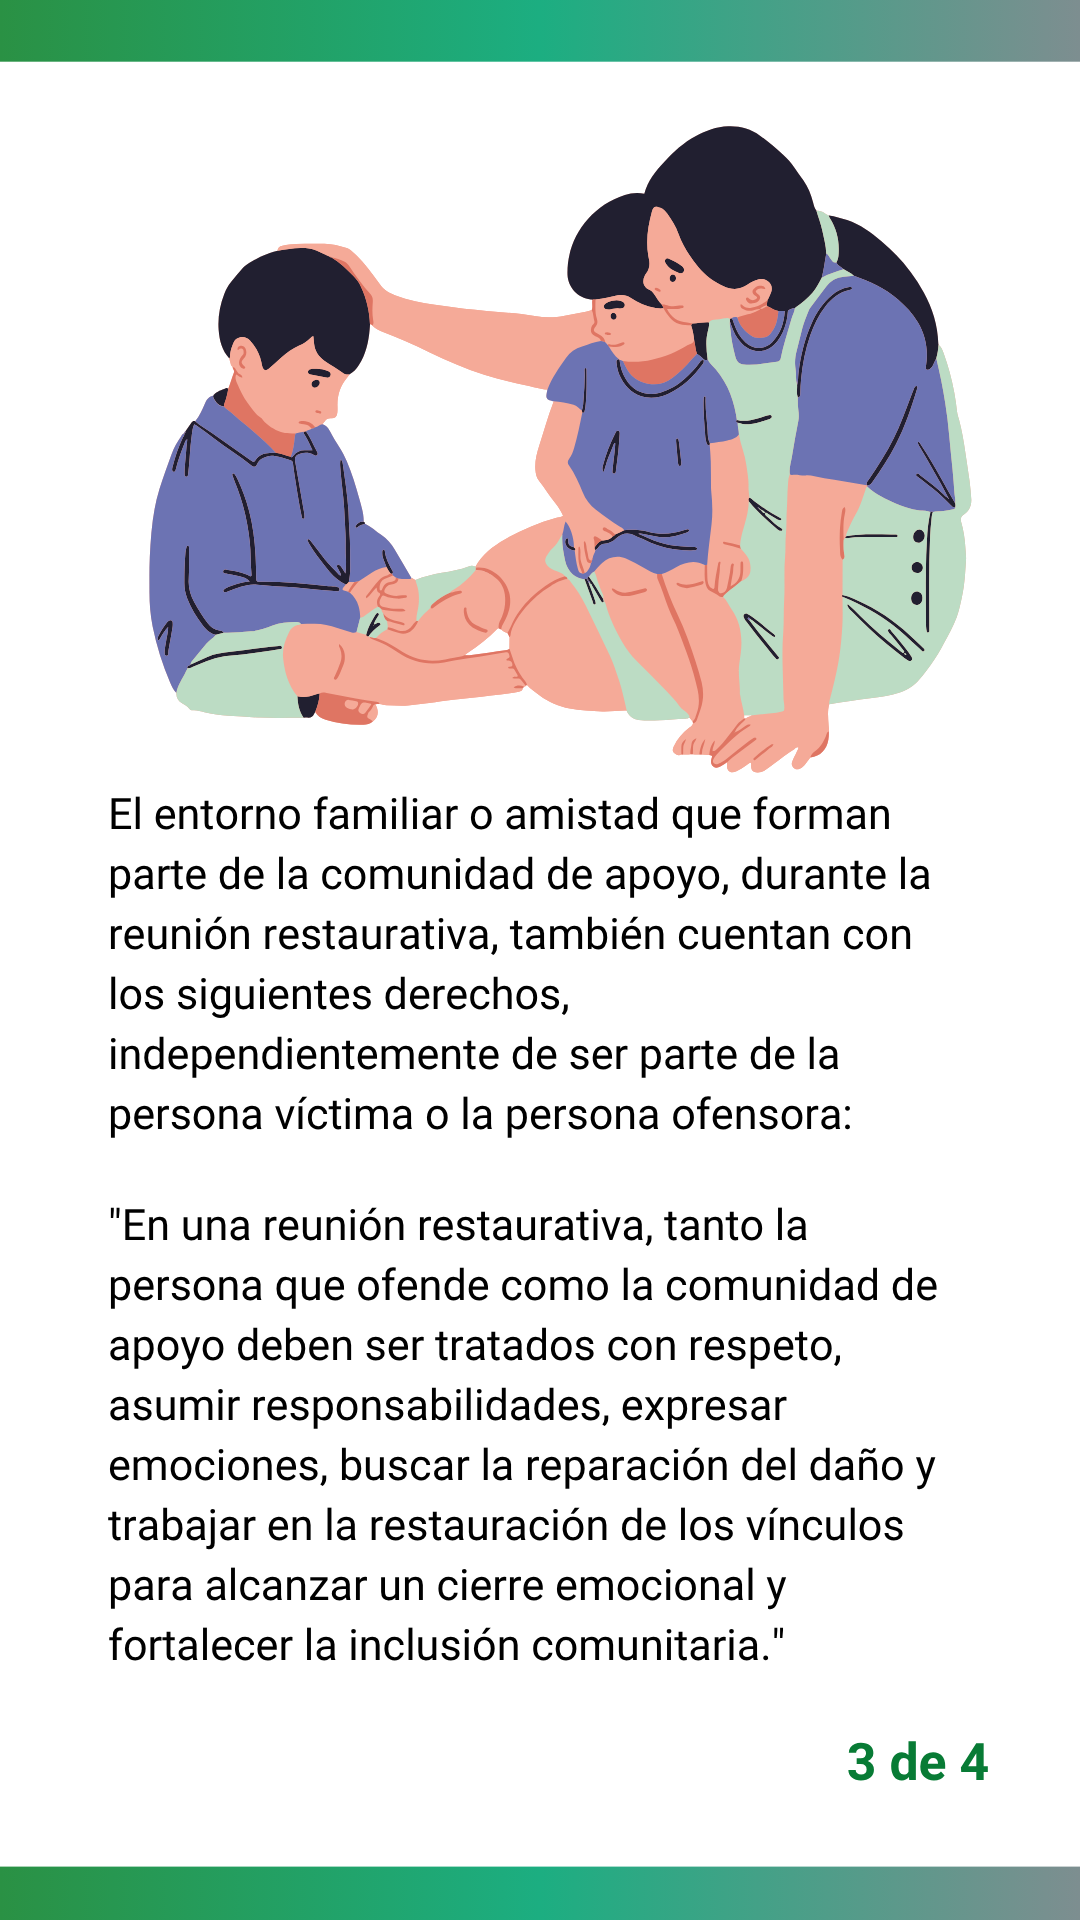 El entorno familiar o amistad que forman
parte de la comunidad de apoyo, durante la
reunión restaurativa, también cuentan con
los siguientes derechos,
independientemente de ser parte de la
persona víctima o la persona ofensora:
"En una reunión restaurativa, tanto la
persona que ofende como la comunidad de
apoyo deben ser tratados con respeto,
asumir responsabilidades, expresar
emociones, buscar la reparación del daño y
trabajar en la restauración de los vínculos
para alcanzar un cierre emocional y
fortalecer la inclusión comunitaria."
3 de 4